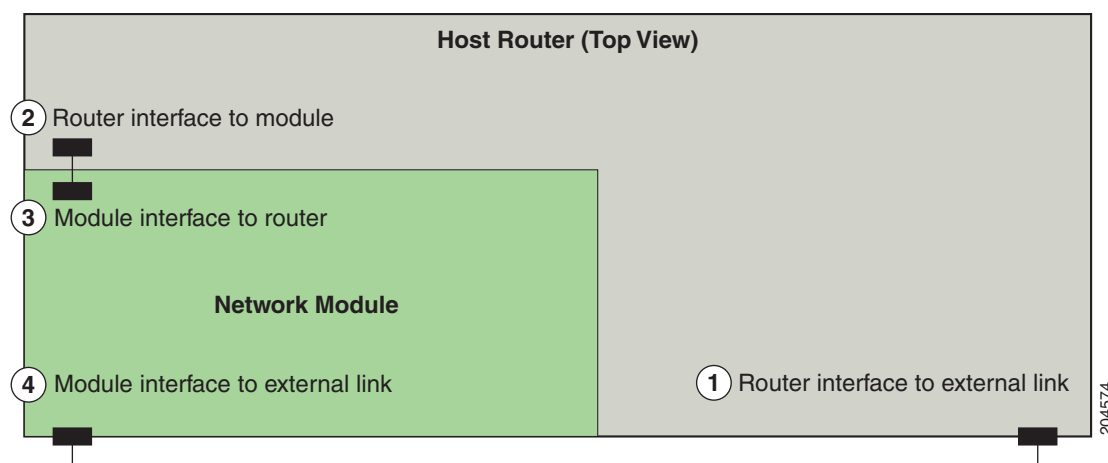 Host Router (Top View)
2 Router interface to module
3 Module interface to router
Network Module
4 Module interface to external link
1 Router interface to external link
204574